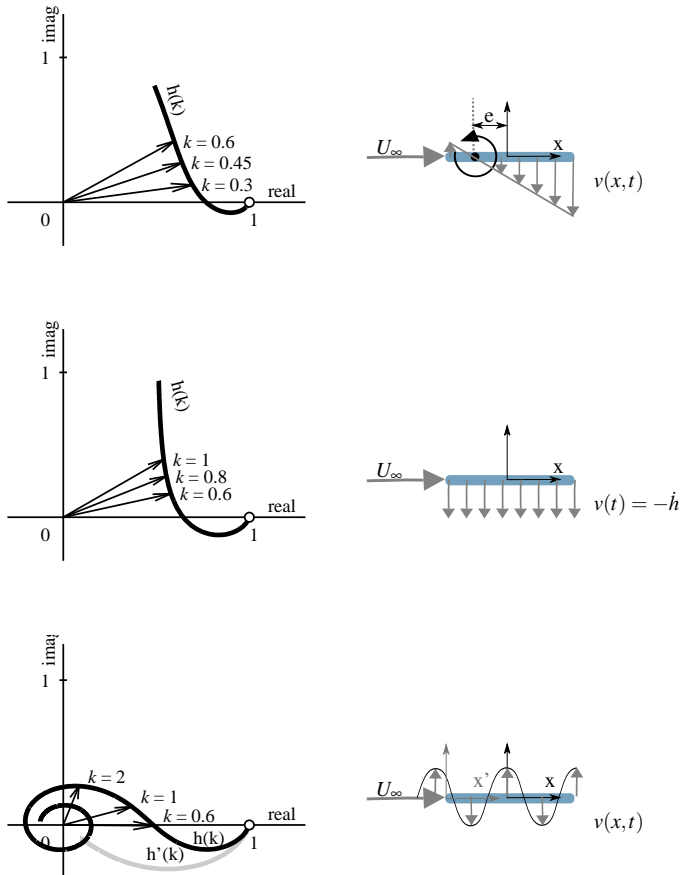 imag
1
h(k)
k = 0.6
k = 0.45
k = 0.3
real
0
1
e
U∞
x
v(x,t)
imag
1
h(k)
k = 1
k = 0.8
k = 0.6
real
0
1
U∞
x
v(t) = −ḣ
imag
1
k = 2
k = 1
k = 0.6
real
0
h(k)
h'(k)
1
U∞
x'
x
v(x,t)